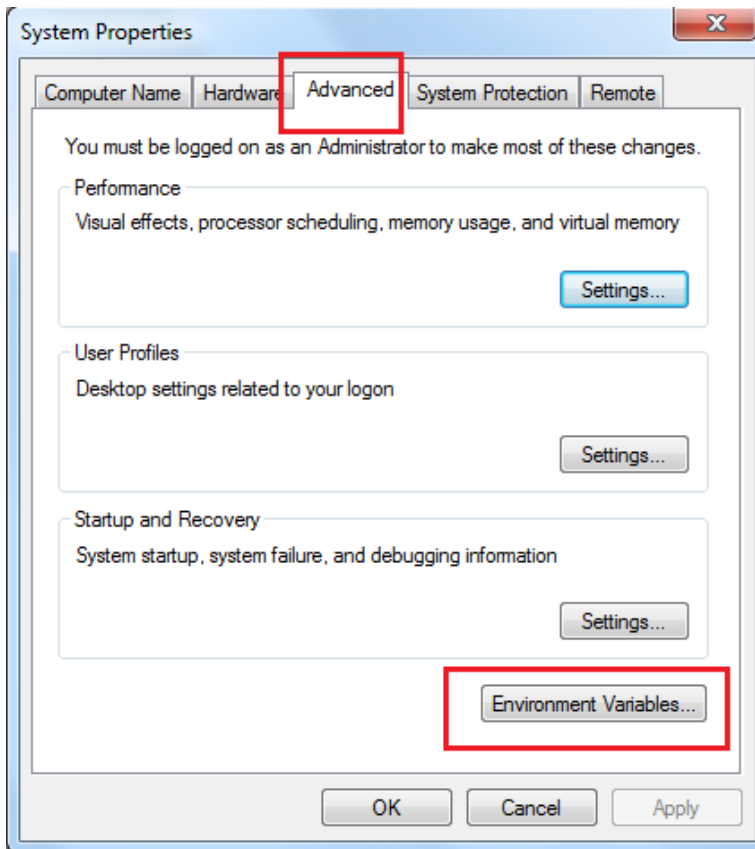 System Properties
Computer Name Hardware Advanced System Protection Remote
You must be logged on as an Administrator to make most of these changes.
Performance
Visual effects, processor scheduling, memory usage, and virtual memory
Settings...
User Profiles
Desktop settings related to your logon
Settings...
Startup and Recovery
System startup, system failure, and debugging information
Settings...
Environment Variables...
OK Cancel Apply